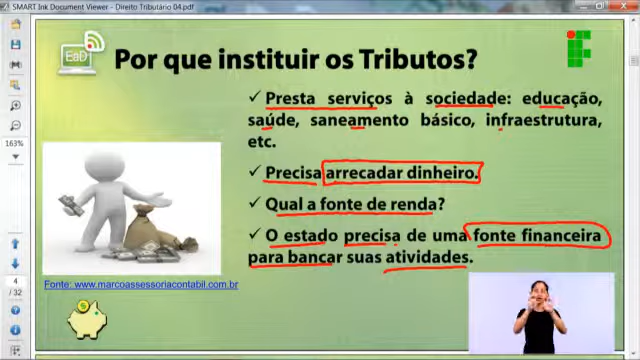 SMART Ink Document Viewer - Direito Tributário 04.pdf
EaD
Por que instituir os Tributos?
✓ Presta serviços à sociedade: educação,
saúde, saneamento básico, infraestrutura,
etc.
✓ Precisa arrecadar dinheiro.
✓ Qual a fonte de renda?
✓ O estado precisa de uma fonte financeira
para bancar suas atividades.
Fonte: www.marcoassessoriacontabil.com.br
163%
4
/ 32